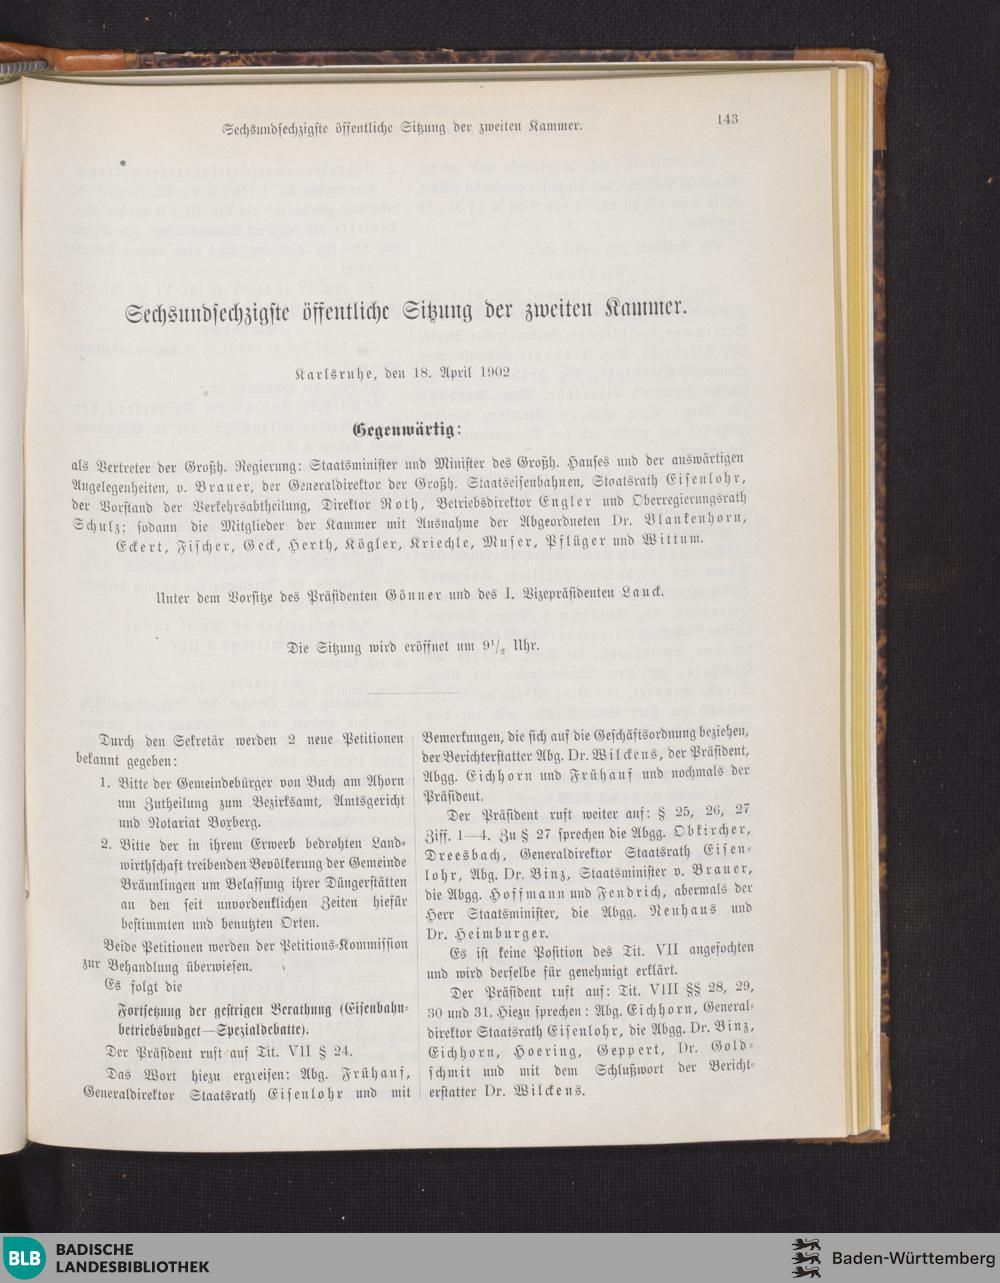 Sechsundsechzigste öffentliche Sitzung der zweiten Kammer.
143
Sechsundsechzigste öffentliche Sitzung der zweiten Kammer.
Karlsruhe, den 18. April 1902
Gegenwärtig:
als Vertreter der Großh. Regierung: Staatsminister und Minister des Großh. Hauses und der auswärtigen
Angelegenheiten, v. Brauer, der Generaldirektor der Großh. Staatseisenbahnen, Staatsrath Eisenlohr,
der Vorstand der Verkehrsabtheilung, Direktor Roth, Betriebsdirektor Engler und Oberregierungsrath
Schulz; sodann die Mitglieder der Kammer mit Ausnahme der Abgeordneten Dr. Blankenhorn,
Eckert, Fischer, Geck, Herth, Kögler, Kriechle, Muser, Pflüger und Wittum.
Unter dem Vorsitze des Präsidenten Gönner und des I. Vizepräsidenten Lauck.
Die Sitzung wird eröffnet um 9 1/2 Uhr.
Durch den Sekretär werden 2 neue Petitionen
bekannt gegeben:
1. Bitte der Gemeindebürger von Buch am Ahorn
um Zutheilung zum Bezirksamt, Amtsgericht
und Notariat Boxberg.
2. Bitte der in ihrem Erwerb bedrohten Land-
wirthschaft treibenden Bevölkerung der Gemeinde
Bräunlingen um Belassung ihrer Düngerstätten
an den seit unvordenklichen Zeiten hiefür
bestimmten und benutzten Orten.
Beide Petitionen werden der Petitions-Kommission
zur Behandlung überwiesen.
Es folgt die
Fortsetzung der gestrigen Berathung (Eisenbahn-
betriebsbudget—Spezialdebatte).
Der Präsident ruft auf Tit. VII § 24.
Das Wort hiezu ergreifen: Abg. Frühauf,
Generaldirektor Staatsrath Eisenlohr und mit
Bemerkungen, die sich auf die Geschäftsordnung beziehen,
der Berichterstatter Abg. Dr. Wilckens, der Präsident,
Abgg. Eichhorn und Frühauf und nochmals der
Präsident.
Der Präsident ruft weiter auf: § 25, 26, 27
Ziff. 1—4. Zu § 27 sprechen die Abgg. Obkircher,
Dreesbach, Generaldirektor Staatsrath Eisen-
lohr, Abg. Dr. Binz, Staatsminister v. Brauer,
die Abgg. Hoffmann und Fendrich, abermals der
Herr Staatsminister, die Abgg. Neuhaus und
Dr. Heimburger.
Es ist keine Position des Tit. VII angefochten
und wird derselbe für genehmigt erklärt.
Der Präsident ruft auf: Tit. VIII §§ 28, 29,
30 und 31. Hiezu sprechen: Abg. Eichhorn, General-
direktor Staatsrath Eisenlohr, die Abgg. Dr. Binz,
Eichhorn, Hoering, Geppert, Dr. Gold-
schmit und mit dem Schlußwort der Bericht-
erstatter Dr. Wilckens.
BLB
BADISCHE
LANDESBIBLIOTHEK
Baden-Württemberg